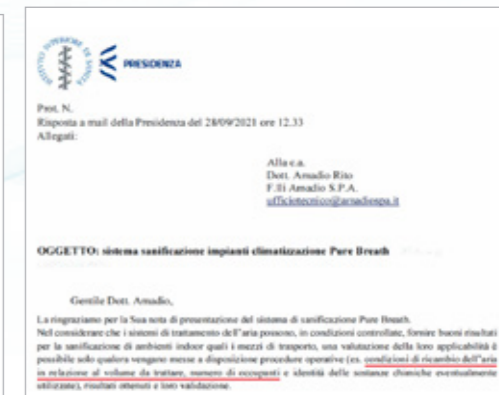 ISTITUTO SUPERIORE DI SANITÀ
PRESIDENZA
Prot. N.
Risposta a mail della Presidenza del 28/09/2021 ore 12.33
Allegati:
Alla c.a.
Dott. Amadio Rito
F.lli Amadio S.P.A.
ufficiotecnico@amadiospa.it
OGGETTO: sistema sanificazione impianti climatizzazione Pure Breath
Gentile Dott. Amadio,
La ringraziamo per la Sua nota di presentazione del sistema di sanificazione Pure Breath.
Nel considerare che i sistemi di trattamento dell'aria possono, in condizioni controllate, fornire buoni risultati
per la sanificazione di ambienti indoor quali i mezzi di trasporto, una valutazione della loro applicabilità è
possibile solo qualora vengano messe a disposizione procedure operative (es. condizioni di ricambio dell'aria
in relazione al volume da trattare, numero di occupanti e identità delle sostanze chimiche eventualmente
utilizzate), risultati ottenuti e loro validazione.